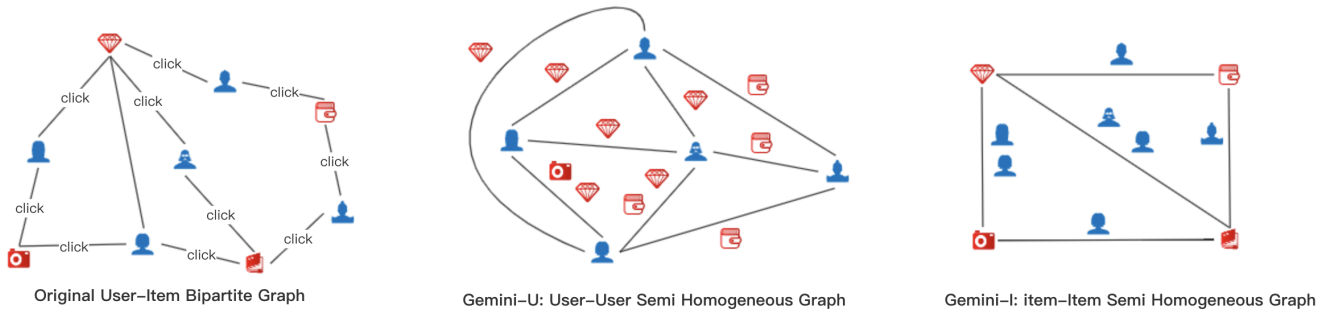 click
click
click
click
click
click
click
click
click
click
Original User-Item Bipartite Graph
Gemini-U: User-User Semi Homogeneous Graph
Gemini-I: item-Item Semi Homogeneous Graph